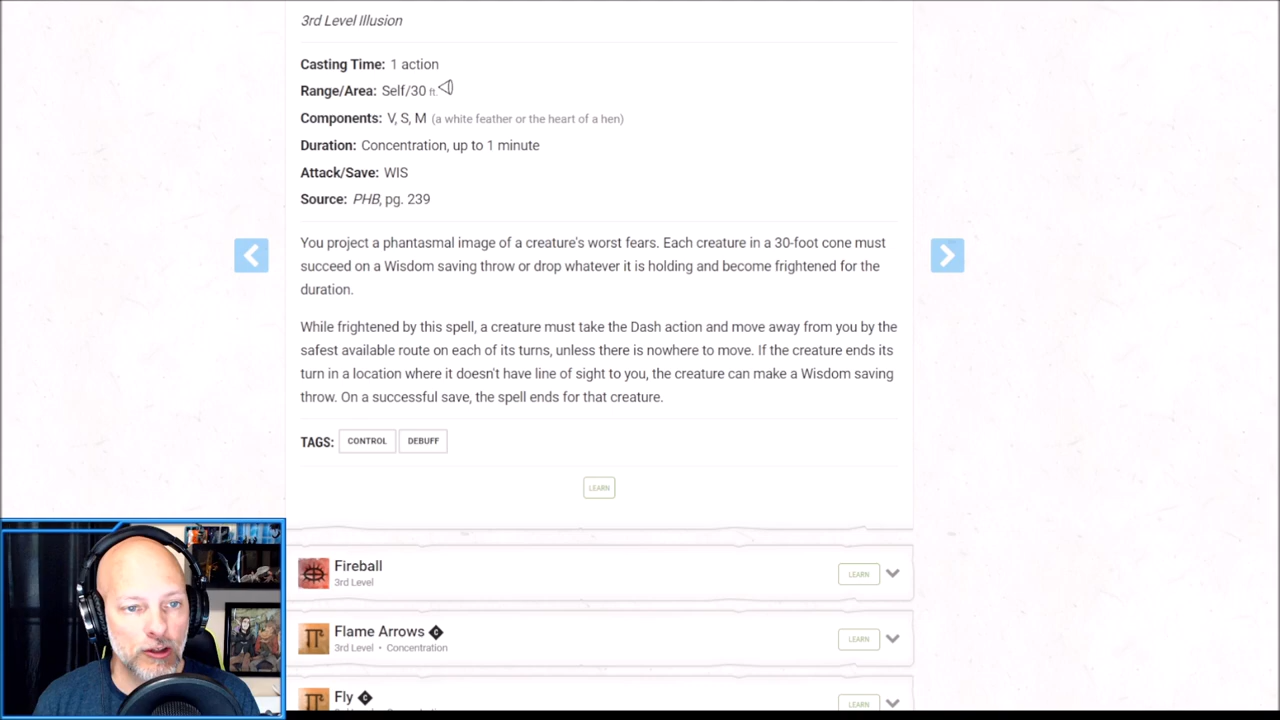 3rd Level Illusion
Casting Time: 1 action
Range/Area: Self/30 ft.
Components: V, S, M (a white feather or the heart of a hen)
Duration: Concentration, up to 1 minute
Attack/Save: WIS
Source: PHB, pg. 239
You project a phantasmal image of a creature's worst fears. Each creature in a 30-foot cone must
succeed on a Wisdom saving throw or drop whatever it is holding and become frightened for the
duration.
While frightened by this spell, a creature must take the Dash action and move away from you by the
safest available route on each of its turns, unless there is nowhere to move. If the creature ends its
turn in a location where it doesn't have line of sight to you, the creature can make a Wisdom saving
throw. On a successful save, the spell ends for that creature.
TAGS: CONTROL DEBUFF
LEARN
Fireball
3rd Level
LEARN
Flame Arrows C
3rd Level • Concentration
LEARN
Fly C
LEARN